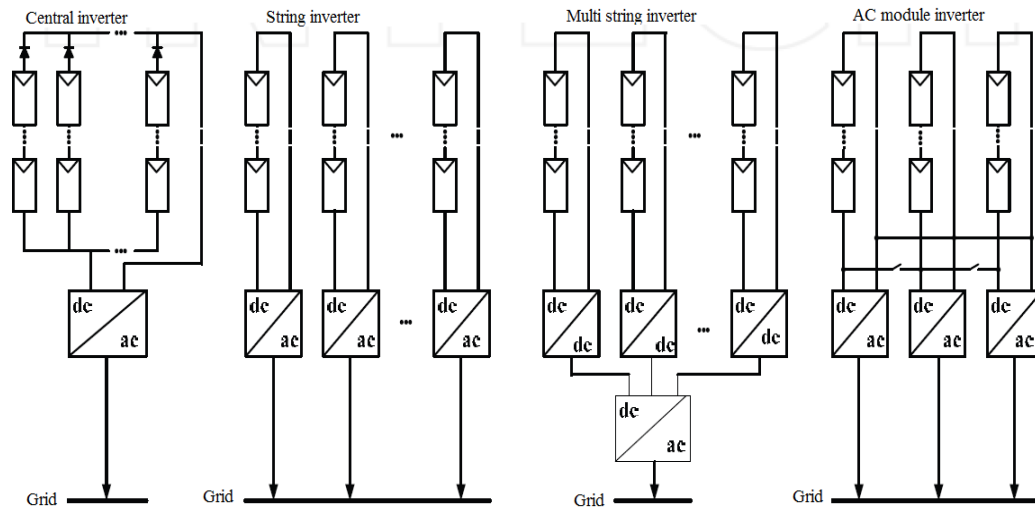 Central inverter
String inverter
Multi string inverter
AC module inverter
dc
ac
dc
ac
dc
ac
dc
ac
dc
dc
dc
dc
dc
dc
dc
ac
dc
ac
dc
ac
dc
ac
Grid
Grid
Grid
Grid